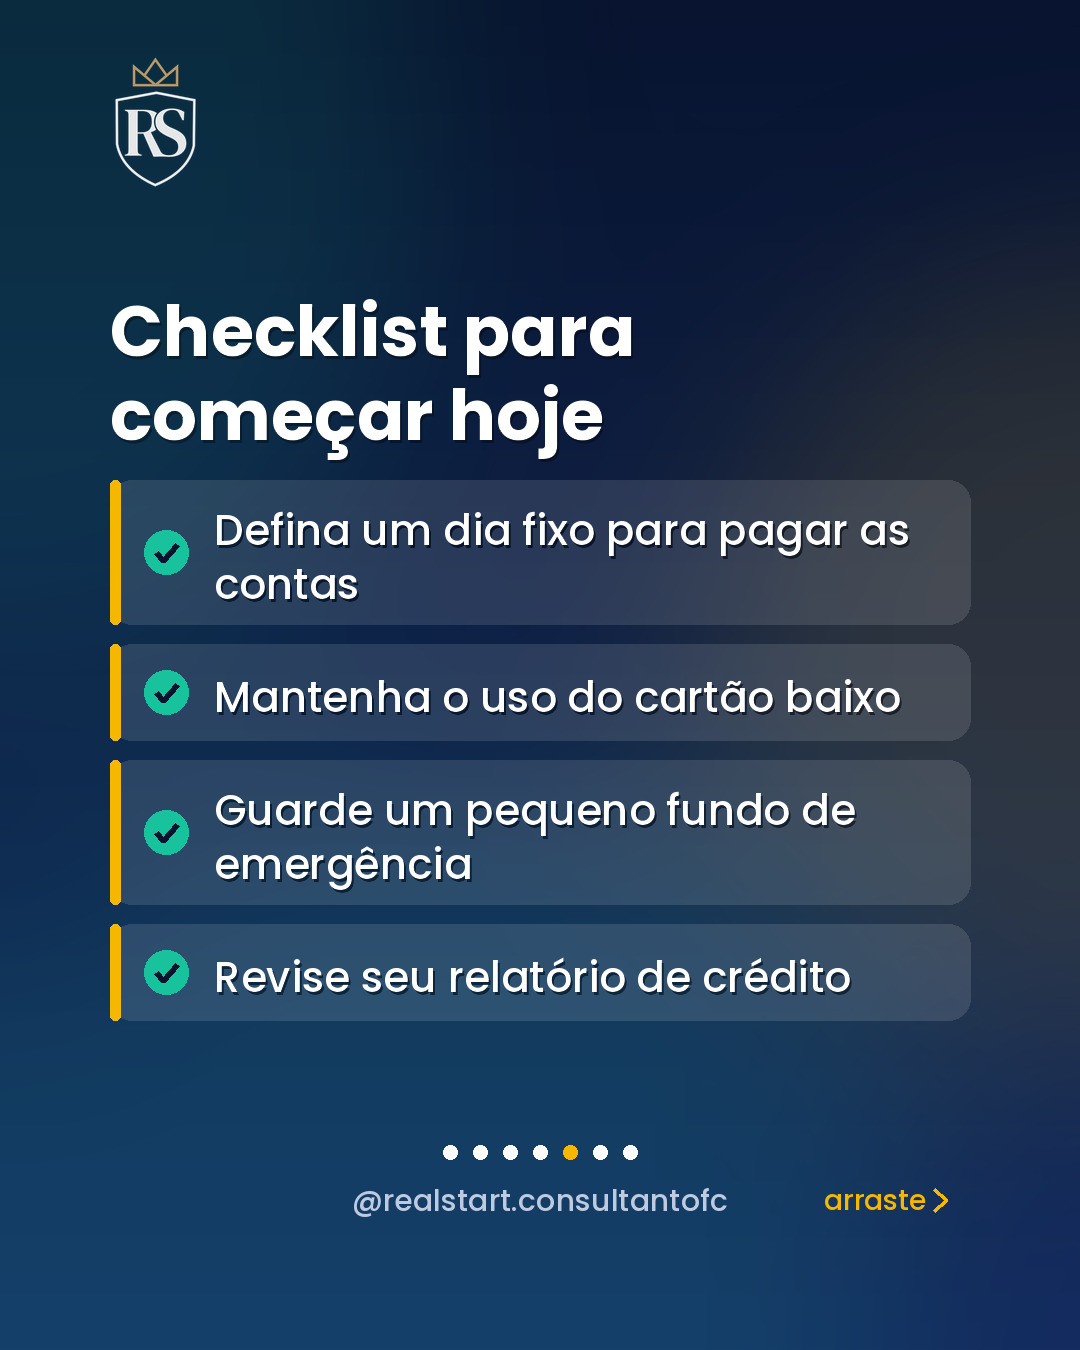 RS
Checklist para
começar hoje
Defina um dia fixo para pagar as
contas
Mantenha o uso do cartão baixo
Guarde um pequeno fundo de
emergência
Revise seu relatório de crédito
@realstart.consultantofc
arraste